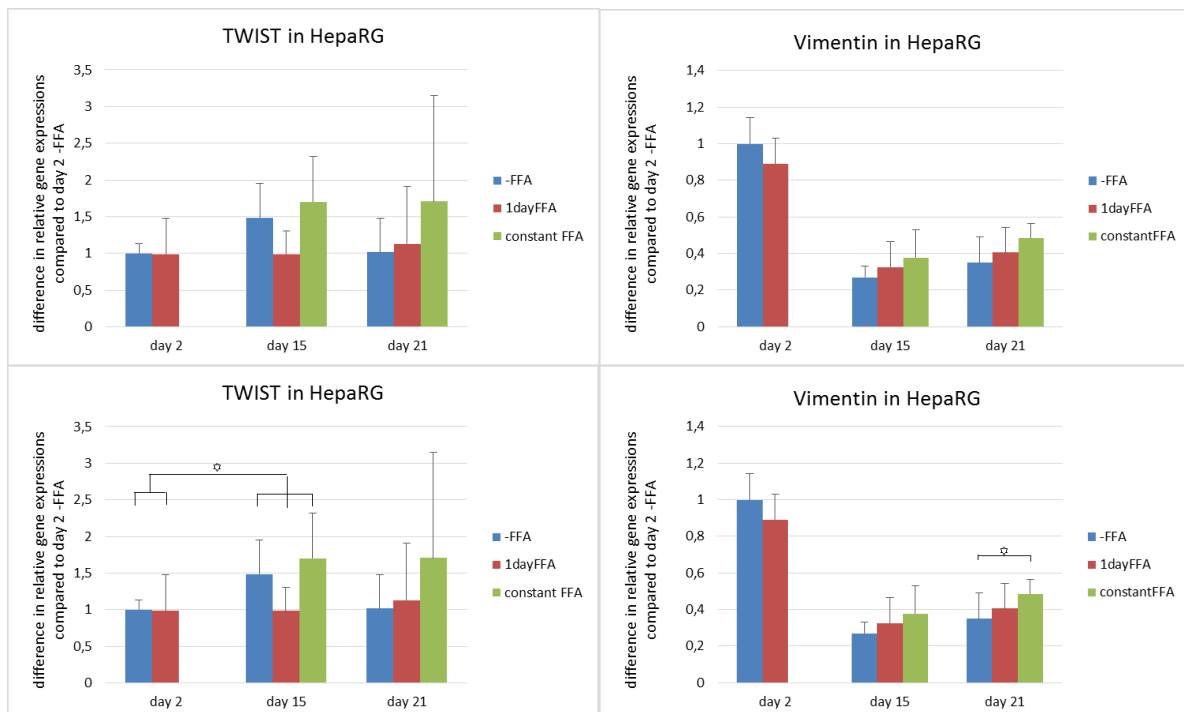 TWIST in HepaRG
difference in relative gene expressions
compared to day 2 -FFA
3,5
3
2,5
2
1,5
1
0,5
0
day 2
day 15
day 21
-FFA
1dayFFA
constant FFA
Vimentin in HepaRG
difference in relative gene expressions
compared to day 2 -FFA
1,4
1,2
1
0,8
0,6
0,4
0,2
0
day 2
day 15
day 21
-FFA
1dayFFA
constantFFA
TWIST in HepaRG
difference in relative gene expressions
compared to day 2 -FFA
3,5
3
2,5
2
1,5
1
0,5
0
day 2
day 15
day 21
-FFA
1dayFFA
constant FFA
Vimentin in HepaRG
difference in relative gene expressions
compared to day 2 -FFA
1,4
1,2
1
0,8
0,6
0,4
0,2
0
day 2
day 15
day 21
-FFA
1dayFFA
constantFFA